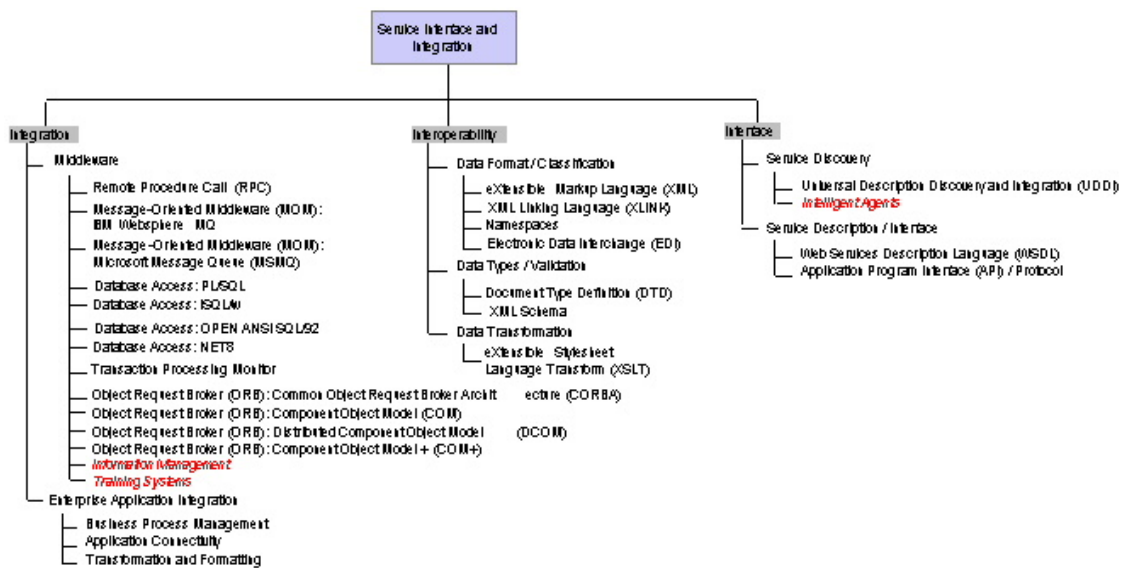 Service Interface and
Integration
Integration
Middleware
Remote Procedure Call (RPC)
Message-Oriented Middleware (MOM):
IBM Websphere MQ
Message-Oriented Middleware (MOM):
Microsoft Message Queue (MSMQ)
Database Access: PL/SQL
Database Access: ISQL/w
Database Access: OPEN ANSI SQL/92
Database Access: NET8
Transaction Processing Monitor
Object Request Broker (ORB): Common Object Request Broker Archit ecture (CORBA)
Object Request Broker (ORB): Component Object Model (COM)
Object Request Broker (ORB): Distributed Component Object Model (DCOM)
Object Request Broker (ORB): Component Object Model + (COM+)
Information Management
Training Systems
Enterprise Application Integration
Business Process Management
Application Connectivity
Transformation and Formatting
Interoperability
Data Format / Classification
eXtensible Markup Language (XML)
XML Linking Language (XLINK)
Namespaces
Electronic Data Interchange (EDI)
Data Types / Validation
Document Type Definition (DTD)
XML Schema
Data Transformation
eXtensible Stylesheet
Language Transform (XSLT)
Interface
Service Discovery
Universal Description Discovery and Integration (UDDI)
Intelligent Agents
Service Description / Interface
Web Services Description Language (WSDL)
Application Program Interface (API) / Protocol